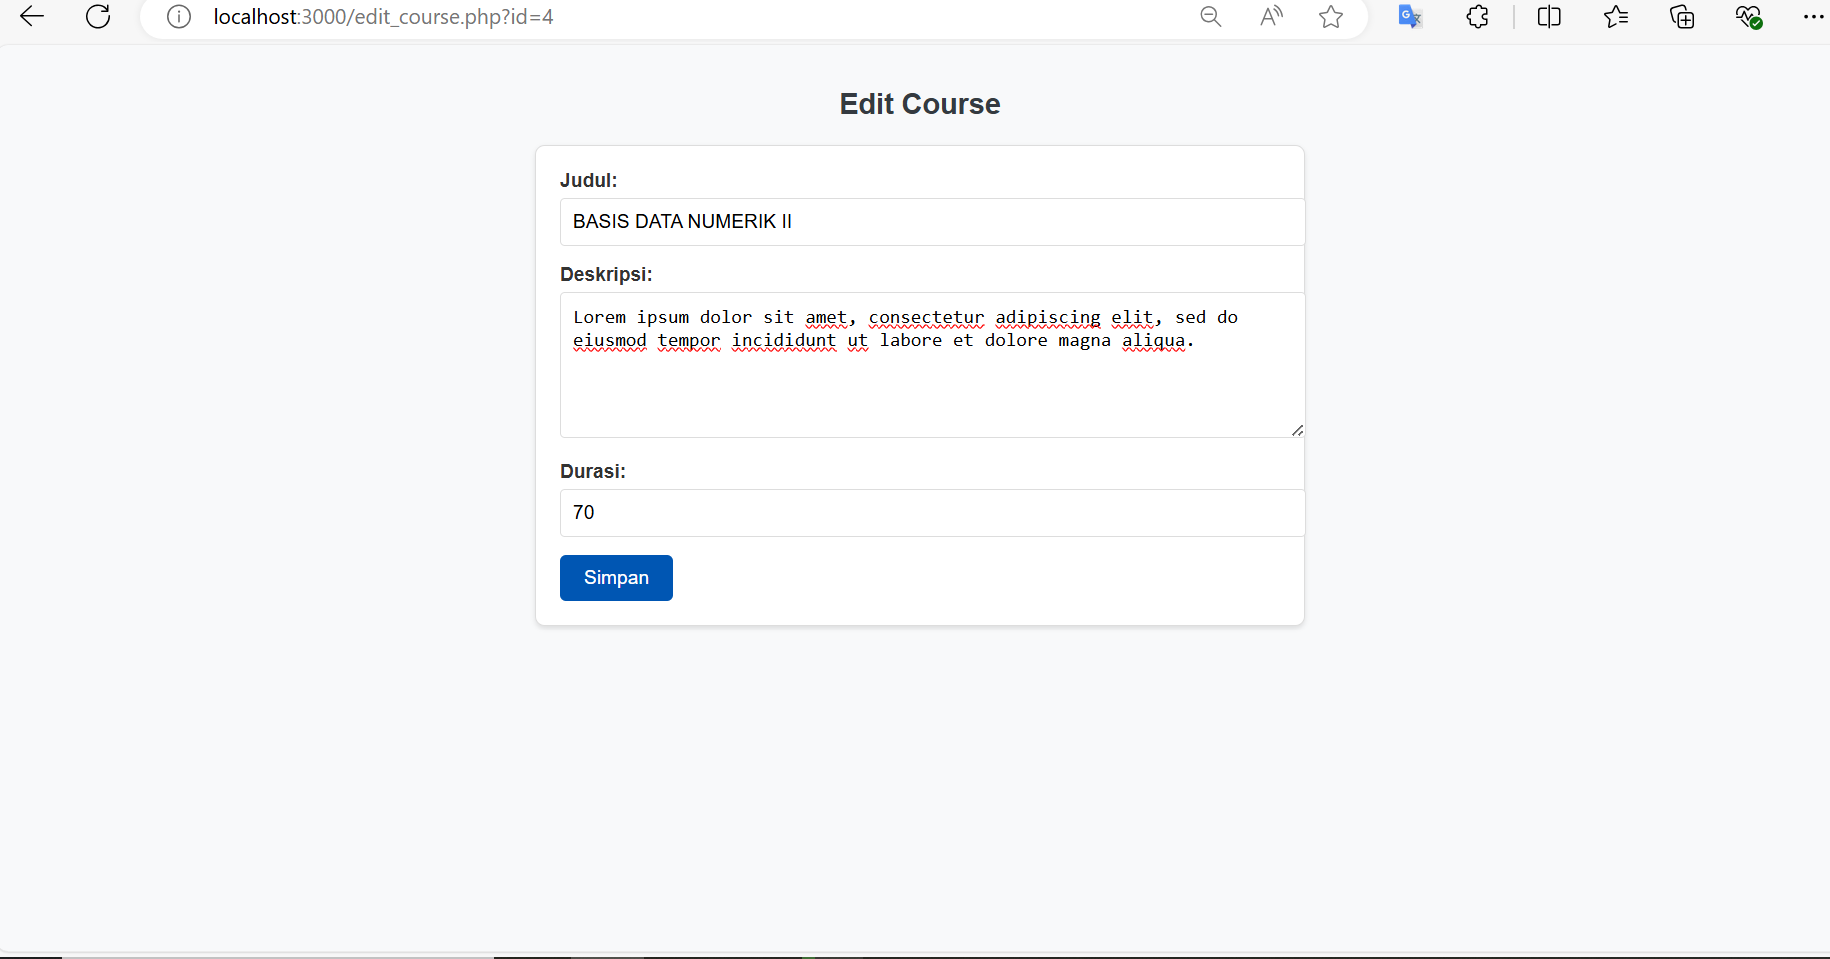 localhost:3000/edit_course.php?id=4
Edit Course
Judul:
BASIS DATA NUMERIK II
Deskripsi:
Lorem ipsum dolor sit amet, consectetur adipiscing elit, sed do
eiusmod tempor incididunt ut labore et dolore magna aliqua.
Durasi:
70
Simpan